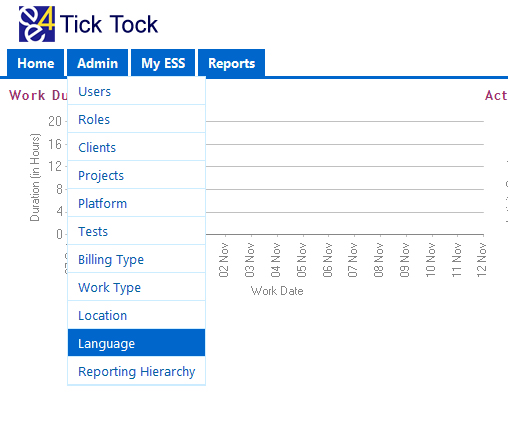 e4e Tick Tock
Home Admin My ESS Reports
Work Du
Act
Users
Roles
Clients
Projects
Platform
Tests
Billing Type
Work Type
Location
Language
Reporting Hierarchy
Duration (in Hours)
20
16
12
8
4
0
02 Nov
03 Nov
04 Nov
05 Nov
06 Nov
07 Nov
08 Nov
09 Nov
10 Nov
11 Nov
12 Nov
Work Date